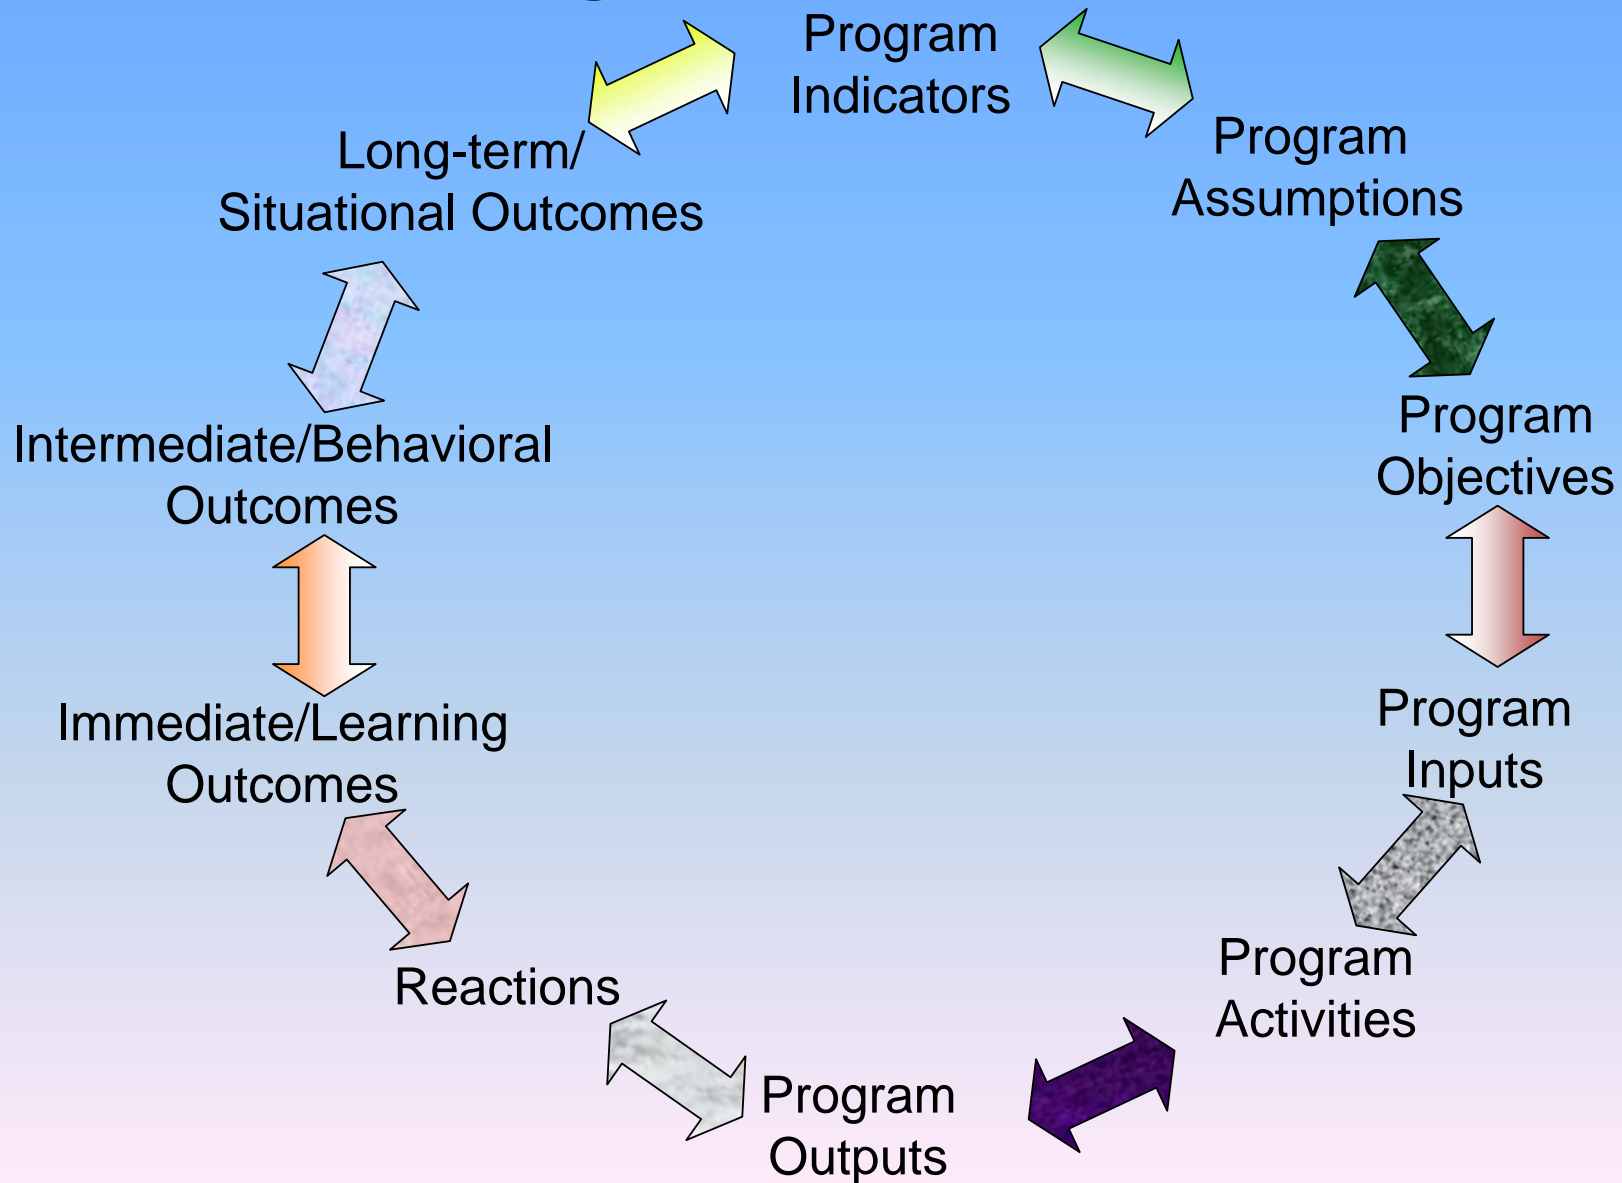 Program
Indicators
Program
Assumptions
Program
Objectives
Program
Inputs
Program
Activities
Program
Outputs
Reactions
Immediate/Learning
Outcomes
Intermediate/Behavioral
Outcomes
Long-term/
Situational Outcomes